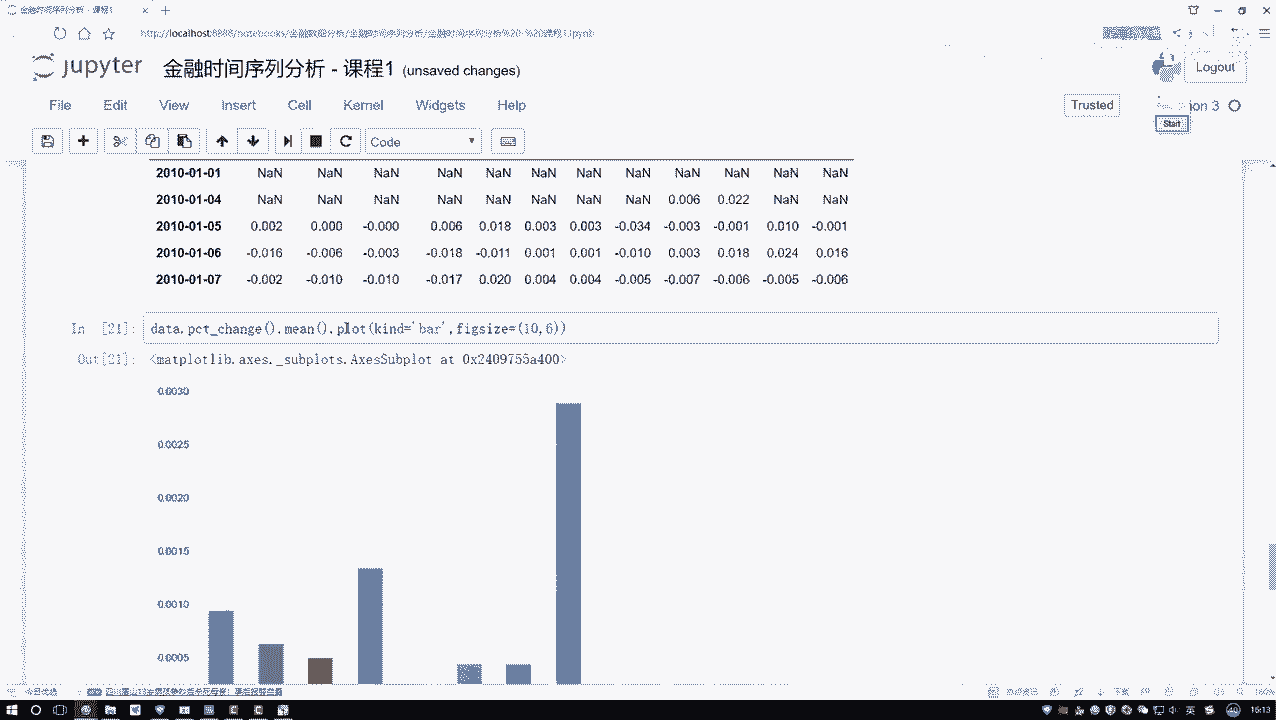 金融时间序列分析 - 课程1
jupyter 金融时间序列分析 - 课程1 (unsaved changes)
Logout
File Edit View Insert Cell Kernel Widgets Help
Trusted
Start
Code
2010-01-01 NaN NaN NaN NaN NaN NaN NaN NaN NaN NaN NaN NaN
2010-01-04 NaN NaN NaN NaN NaN NaN NaN NaN 0.006 0.022 NaN NaN
2010-01-05 0.002 0.000 -0.000 0.006 0.018 0.003 0.003 -0.034 -0.003 -0.001 0.010 -0.001
2010-01-06 -0.016 -0.006 -0.003 -0.018 -0.011 0.001 0.001 -0.010 0.003 0.018 0.024 0.016
2010-01-07 -0.002 -0.010 -0.010 -0.017 0.020 0.004 0.004 -0.005 -0.007 -0.006 -0.005 -0.006
In [21]: data.pct_change().mean().plot(kind='bar',figsize=(10,6))
Out[21]: <matplotlib.axes._subplots.AxesSubplot at 0x2409755a400>
0.0030
0.0025
0.0020
0.0015
0.0010
0.0005
英
16:13